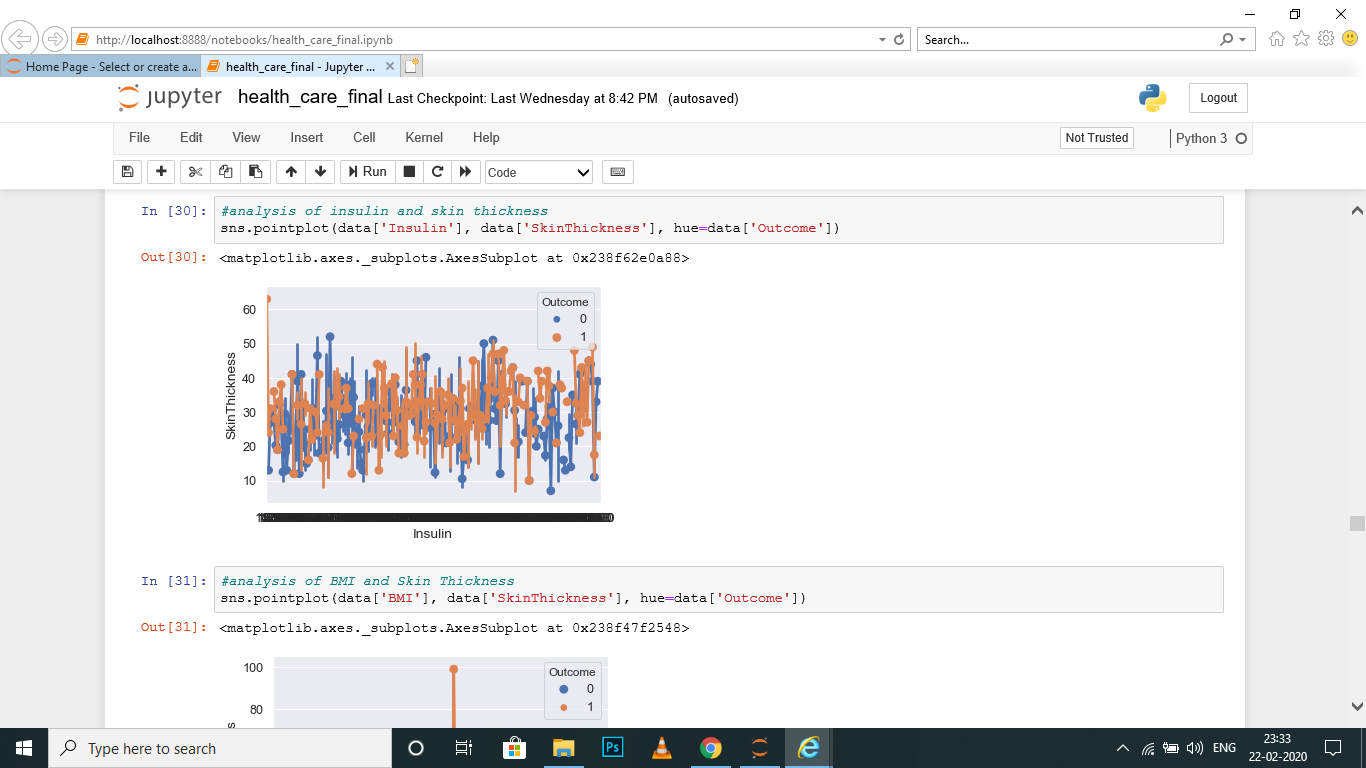 http://localhost:8888/notebooks/health_care_final.ipynb
Search...
Home Page - Select or create a...
health_care_final - Jupyter ...
jupyter health_care_final Last Checkpoint: Last Wednesday at 8:42 PM (autosaved)
Logout
File Edit View Insert Cell Kernel Help
Not Trusted
Python 3
Run
Code
In [30]: #analysis of insulin and skin thickness
sns.pointplot(data['Insulin'], data['SkinThickness'], hue=data['Outcome'])
Out[30]: <matplotlib.axes._subplots.AxesSubplot at 0x238f62e0a88>
Outcome
0
1
60
50
40
30
20
10
SkinThickness
Insulin
In [31]: #analysis of BMI and Skin Thickness
sns.pointplot(data['BMI'], data['SkinThickness'], hue=data['Outcome'])
Out[31]: <matplotlib.axes._subplots.AxesSubplot at 0x238f47f2548>
100
80
Outcome
0
1
Type here to search
Ps
ENG
23:33
22-02-2020